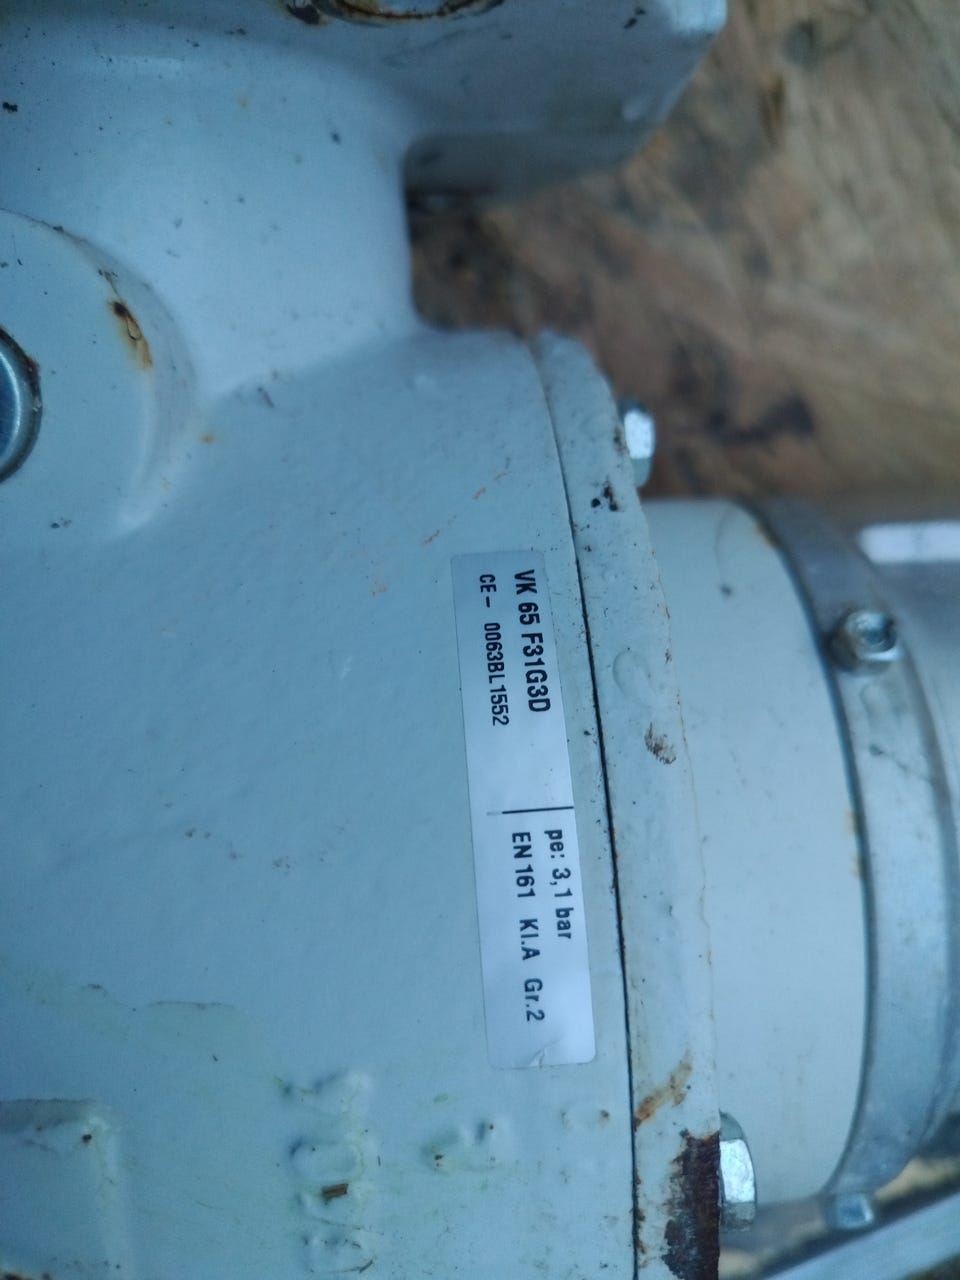 VK 65 F31G3D
CE- 0063BL1552
pe: 3,1 bar
EN 161 Kl.A Gr.2